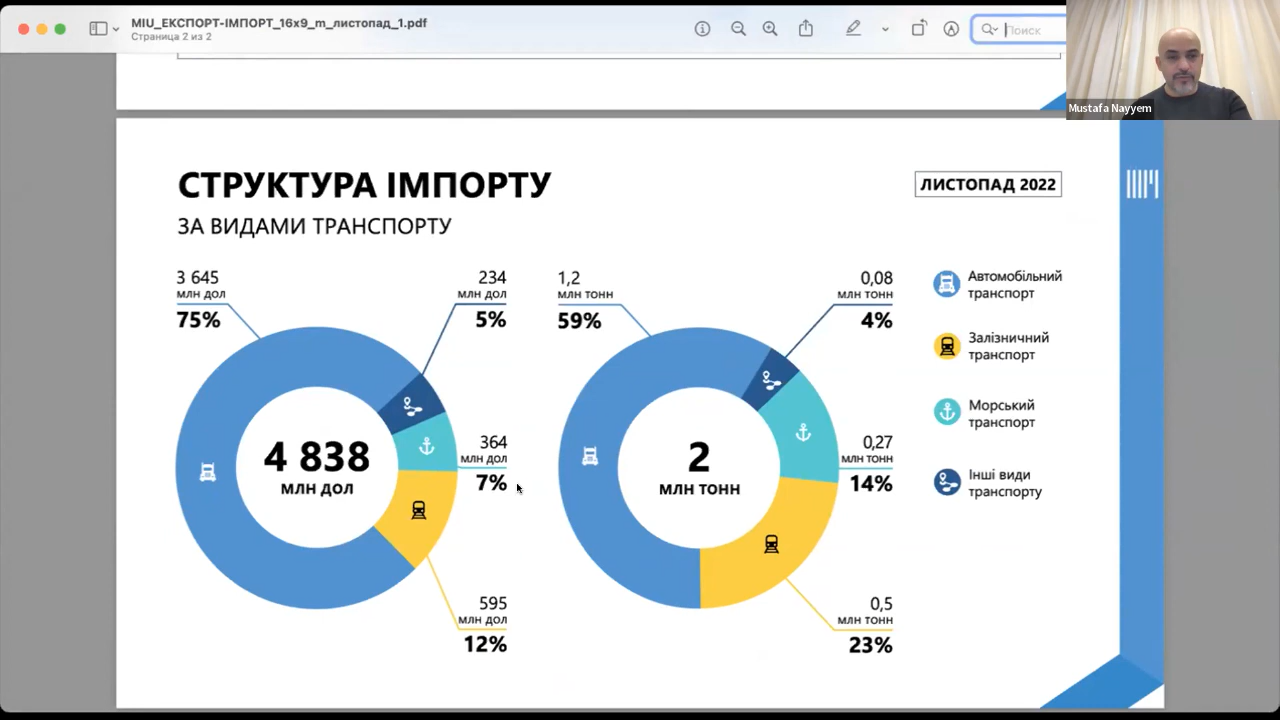 MIU_ЕКСПОРТ-ІМПОРТ_16x9_m_листопад_1.pdf
Страница 2 из 2
Поиск
Mustafa Nayyem
СТРУКТУРА ІМПОРТУ
ЗА ВИДАМИ ТРАНСПОРТУ
ЛИСТОПАД 2022
3 645
млн дол
75%
234
млн дол
5%
4 838
МЛН ДОЛ
364
млн дол
7%
595
млн дол
12%
1,2
млн тонн
59%
0,08
млн тонн
4%
2
МЛН ТОНН
0,27
млн тонн
14%
0,5
млн тонн
23%
Автомобільний
транспорт
Залізничний
транспорт
Морський
транспорт
Інші види
транспорту